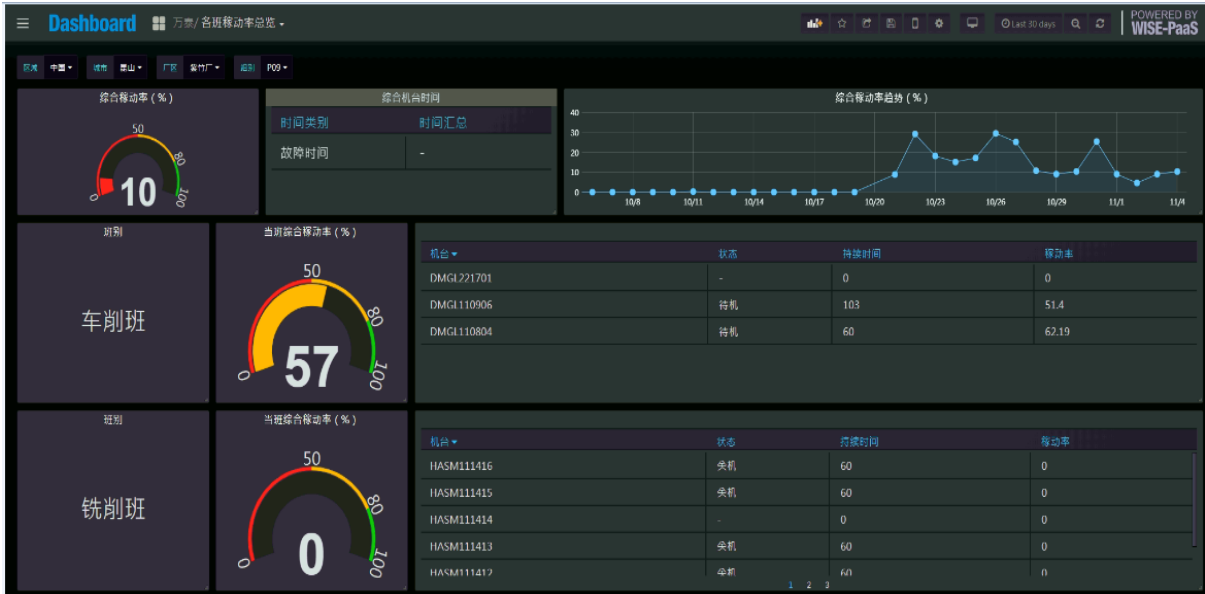 Dashboard 万泰/ 各班稼动率总览 Last 30 days POWERED BY
WISE-PaaS
区域 中国 城市 昆山 厂区 紫竹厂 组别 P09
综合稼动率 ( % )
0 50 80 100
10
综合机台时间
时间类别 时间汇总
故障时间 -
综合稼动率趋势 ( % )
40
30
20
10
0
10/8 10/11 10/14 10/17 10/20 10/23 10/26 10/29 11/1 11/4
班别
车削班
当班综合稼动率 ( % )
0 50 80 100
57
机台 状态 持续时间 稼动率
DMGL221701 - 0 0
DMGL110906 待机 103 51.4
DMGL110804 待机 60 62.19
班别
铣削班
当班综合稼动率 ( % )
0 50 80 100
0
机台 状态 持续时间 稼动率
HASM111416 关机 60 0
HASM111415 关机 60 0
HASM111414 - 0 0
HASM111413 关机 60 0
HASM111412 关机 60 0
1 2 3